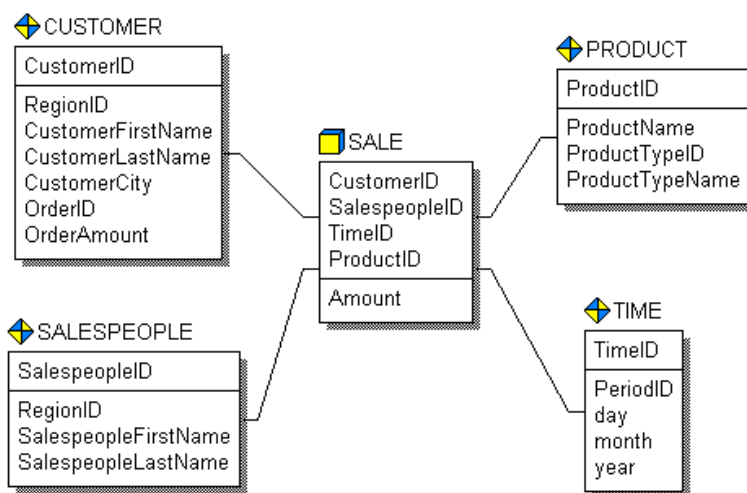 CUSTOMER
CustomerID
RegionID
CustomerFirstName
CustomerLastName
CustomerCity
OrderID
OrderAmount
PRODUCT
ProductID
ProductName
ProductTypeID
ProductTypeName
SALE
CustomerID
SalespeopleID
TimeID
ProductID
Amount
SALESPEOPLE
SalespeopleID
RegionID
SalespeopleFirstName
SalespeopleLastName
TIME
TimeID
PeriodID
day
month
year